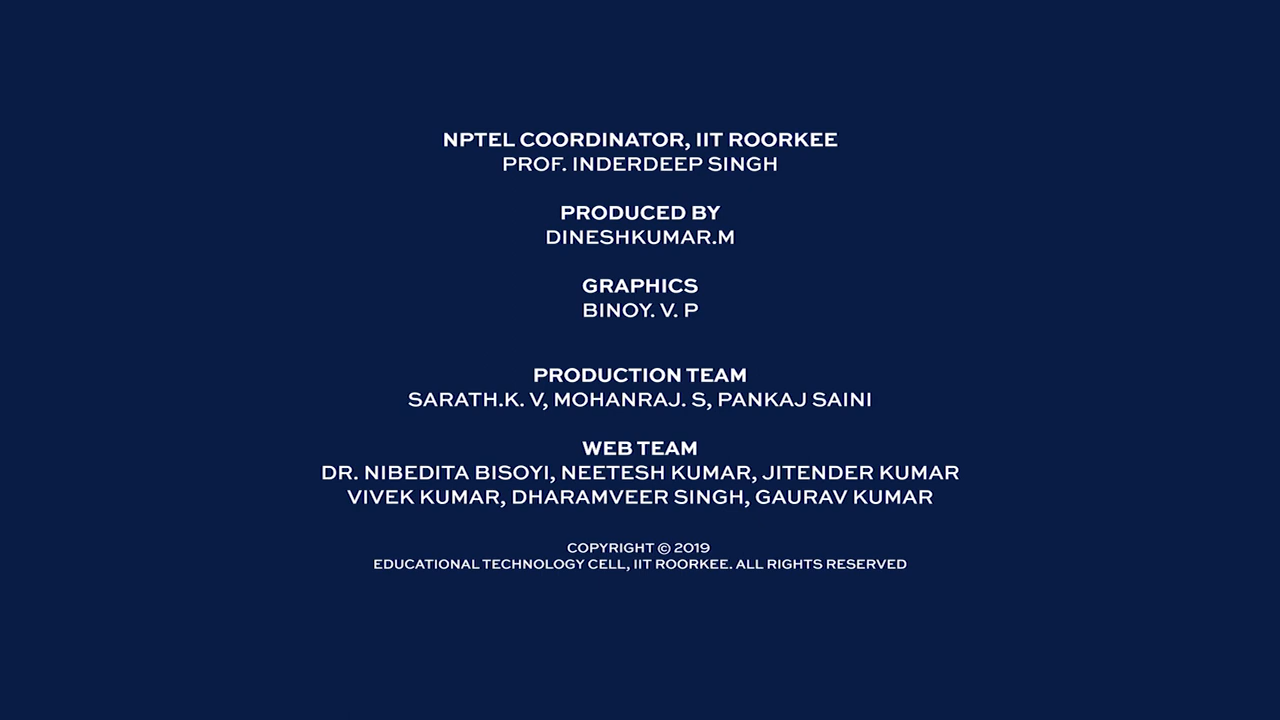 NPTEL COORDINATOR, IIT ROORKEE
PROF. INDERDEEP SINGH
PRODUCED BY
DINESHKUMAR.M
GRAPHICS
BINOY. V. P
PRODUCTION TEAM
SARATH.K. V, MOHANRAJ. S, PANKAJ SAINI
WEB TEAM
DR. NIBEDITA BISOYI, NEETESH KUMAR, JITENDER KUMAR
VIVEK KUMAR, DHARAMVEER SINGH, GAURAV KUMAR
COPYRIGHT © 2019
EDUCATIONAL TECHNOLOGY CELL, IIT ROORKEE. ALL RIGHTS RESERVED